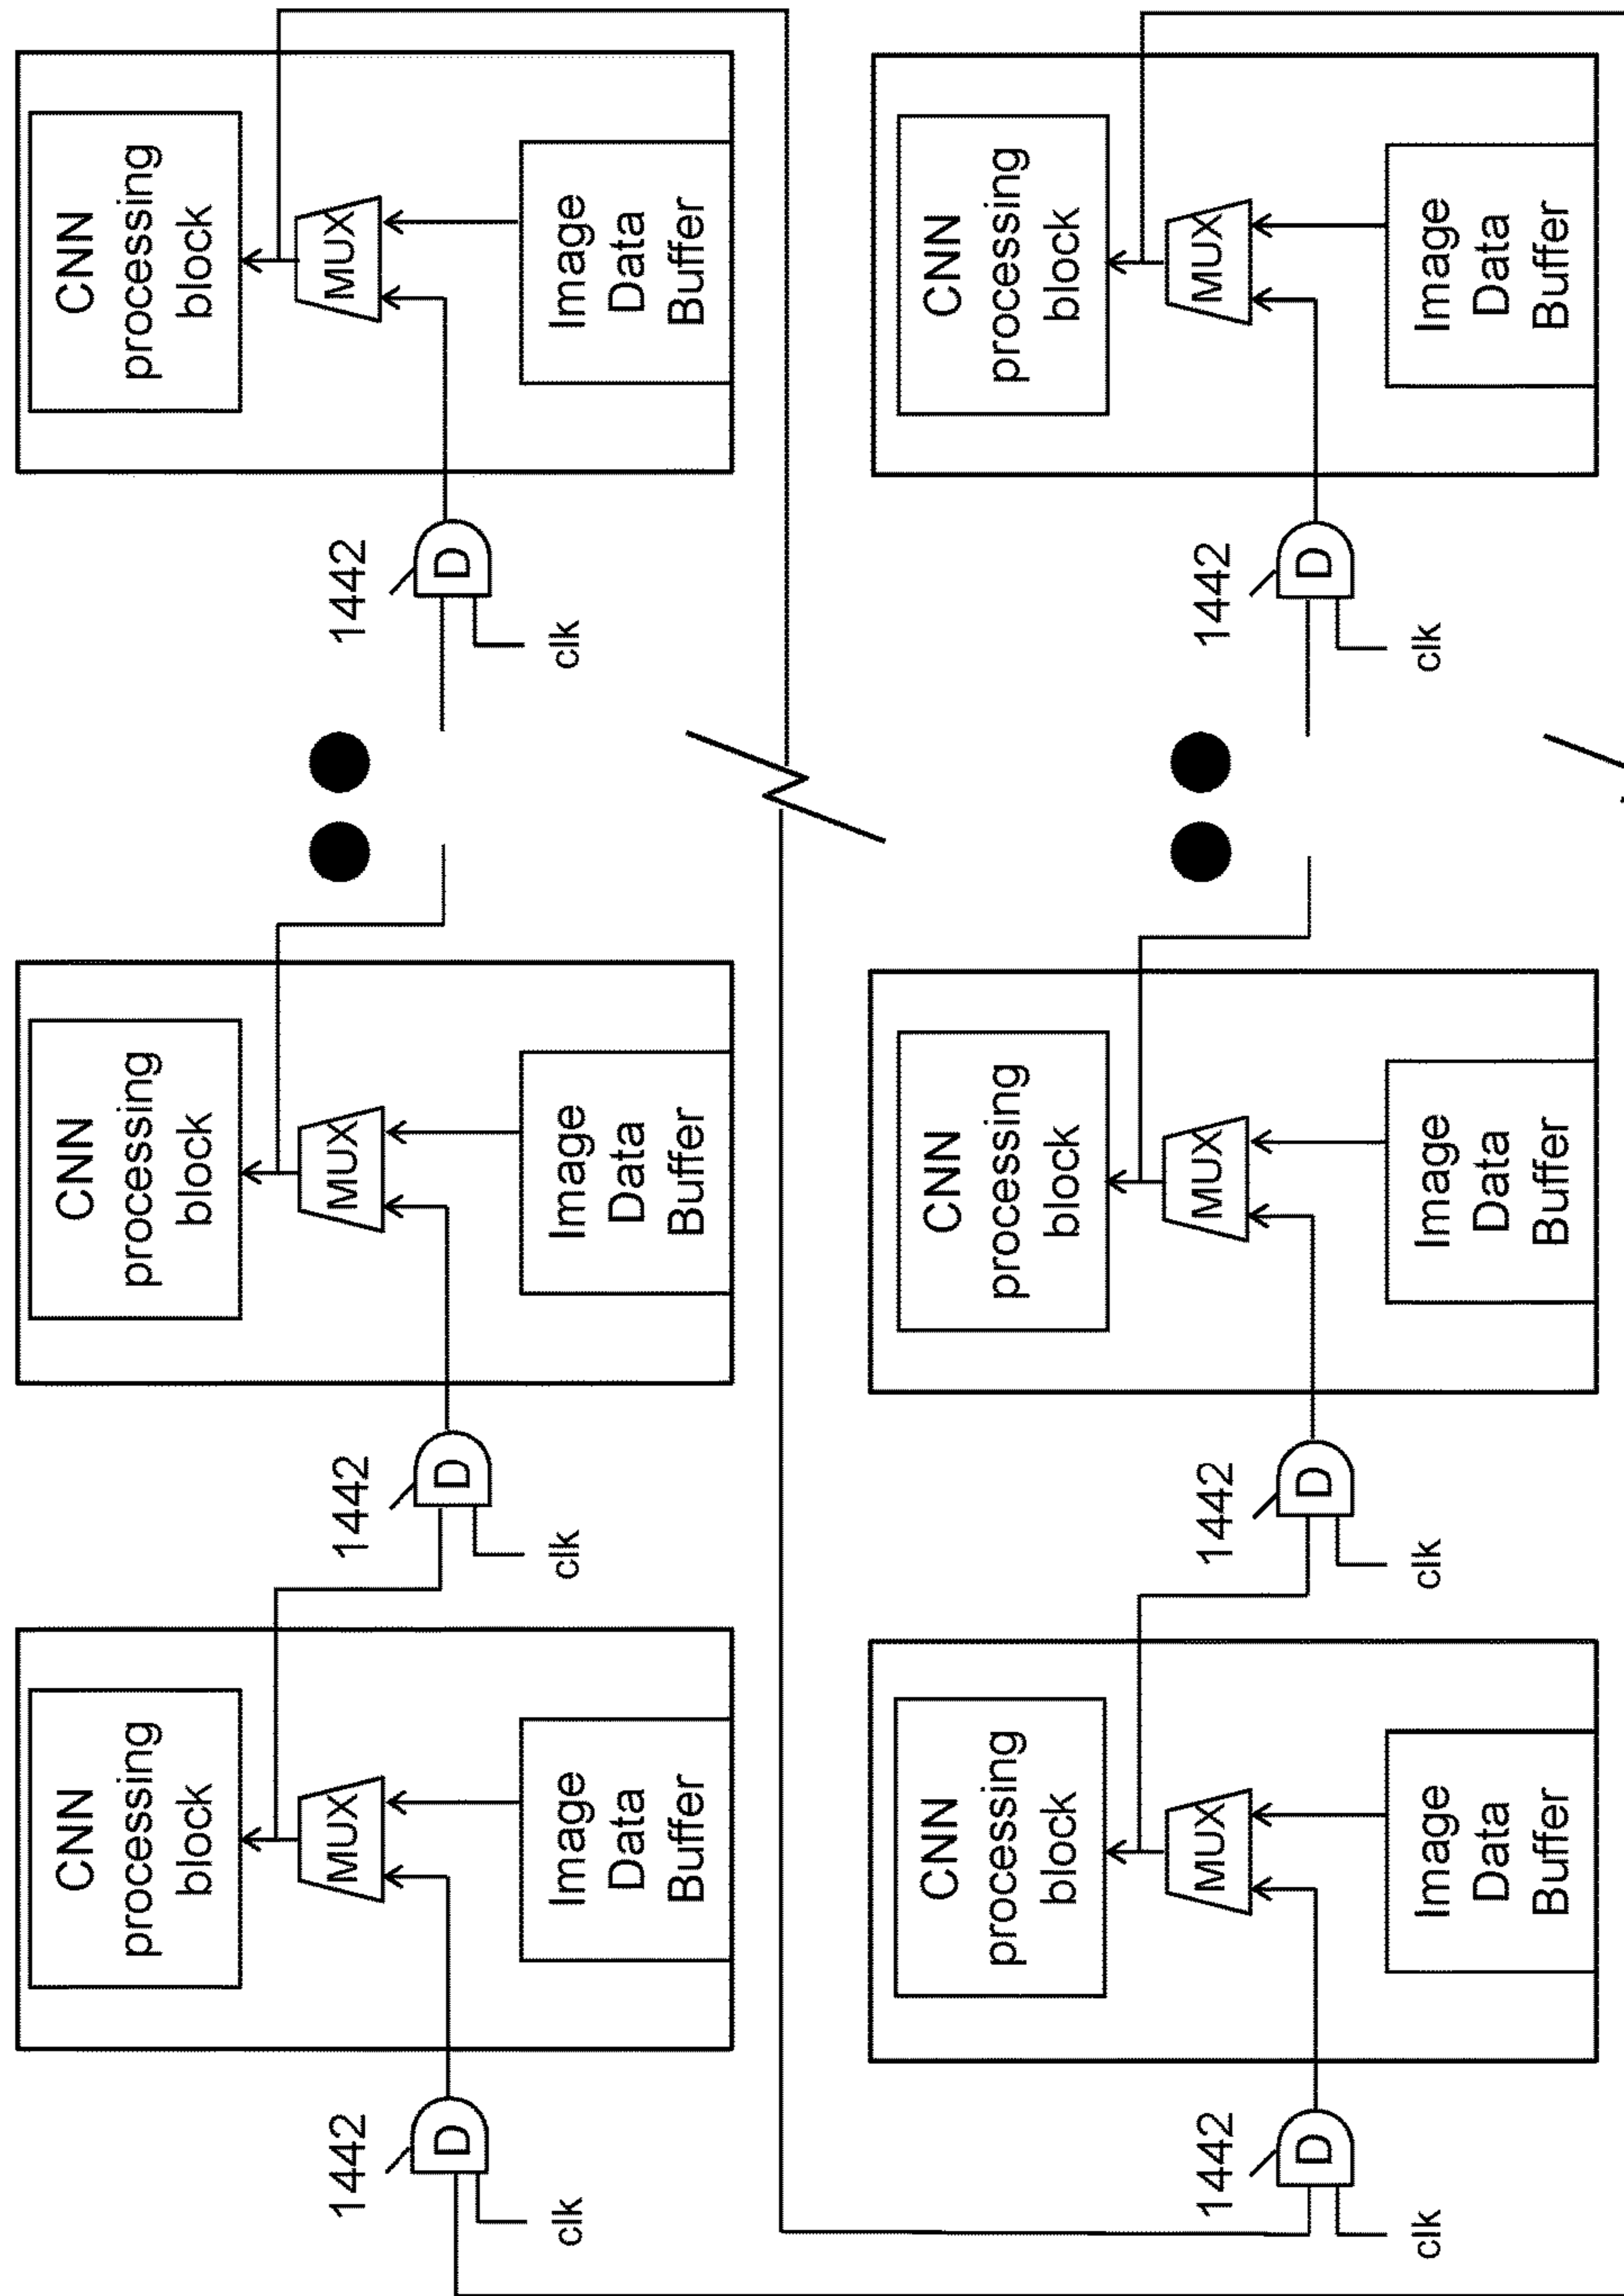 1442
D
clk
CNN
processing
block
MUX
Image
Data
Buffer
1442
D
clk
CNN
processing
block
MUX
Image
Data
Buffer
1442
D
clk
CNN
processing
block
MUX
Image
Data
Buffer
1442
D
clk
CNN
processing
block
MUX
Image
Data
Buffer
1442
D
clk
CNN
processing
block
MUX
Image
Data
Buffer
1442
D
clk
CNN
processing
block
MUX
Image
Data
Buffer